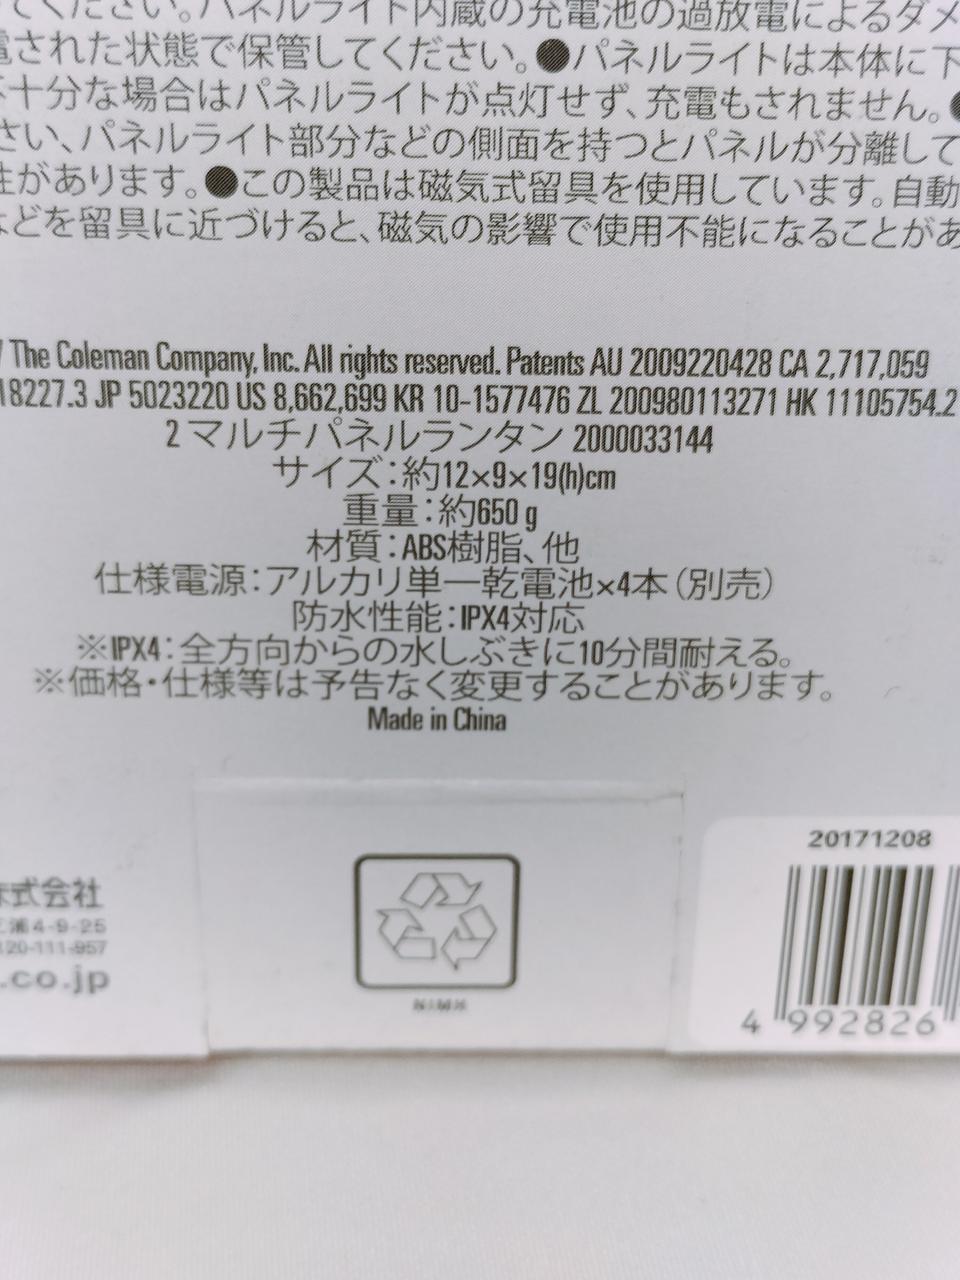 てください。パネルライト内蔵の充電池の過放電によるダメ
電された状態で保管してください。●パネルライトは本体に下
十分な場合はパネルライトが点灯せず、充電もされません。●
さい、パネルライト部分などの側面を持つとパネルが分離して
性があります。●この製品は磁気式留具を使用しています。自動
などを留具に近づけると、磁気の影響で使用不能になることがあ
The Coleman Company, Inc. All rights reserved. Patents AU 2009220428 CA 2,717,059
18227.3 JP 5023220 US 8,662,699 KR 10-1577476 ZL 200980113271 HK 11105754.2
2 マルチパネルランタン 2000033144
サイズ：約12×9×19(h)cm
重量：約650 g
材質：ABS樹脂、他
仕様電源：アルカリ単一乾電池×4本（別売）
防水性能：IPX4対応
※IPX4：全方向からの水しぶきに10分間耐える。
※価格・仕様等は予告なく変更することがあります。
Made in China
20171208
株式会社
三浦4-9-25
120-111-957
.co.jp
4 992826